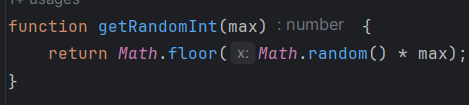 1+ usages
function getRandomInt(max) : number {
    return Math.floor( x: Math.random() * max);
}